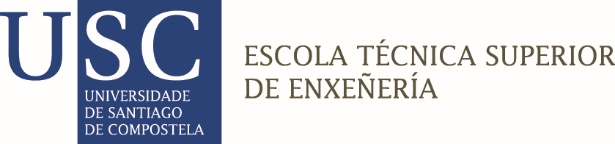 USC
UNIVERSIDADE
DE SANTIAGO
DE COMPOSTELA
ESCOLA TÉCNICA SUPERIOR
DE ENXEÑERÍA